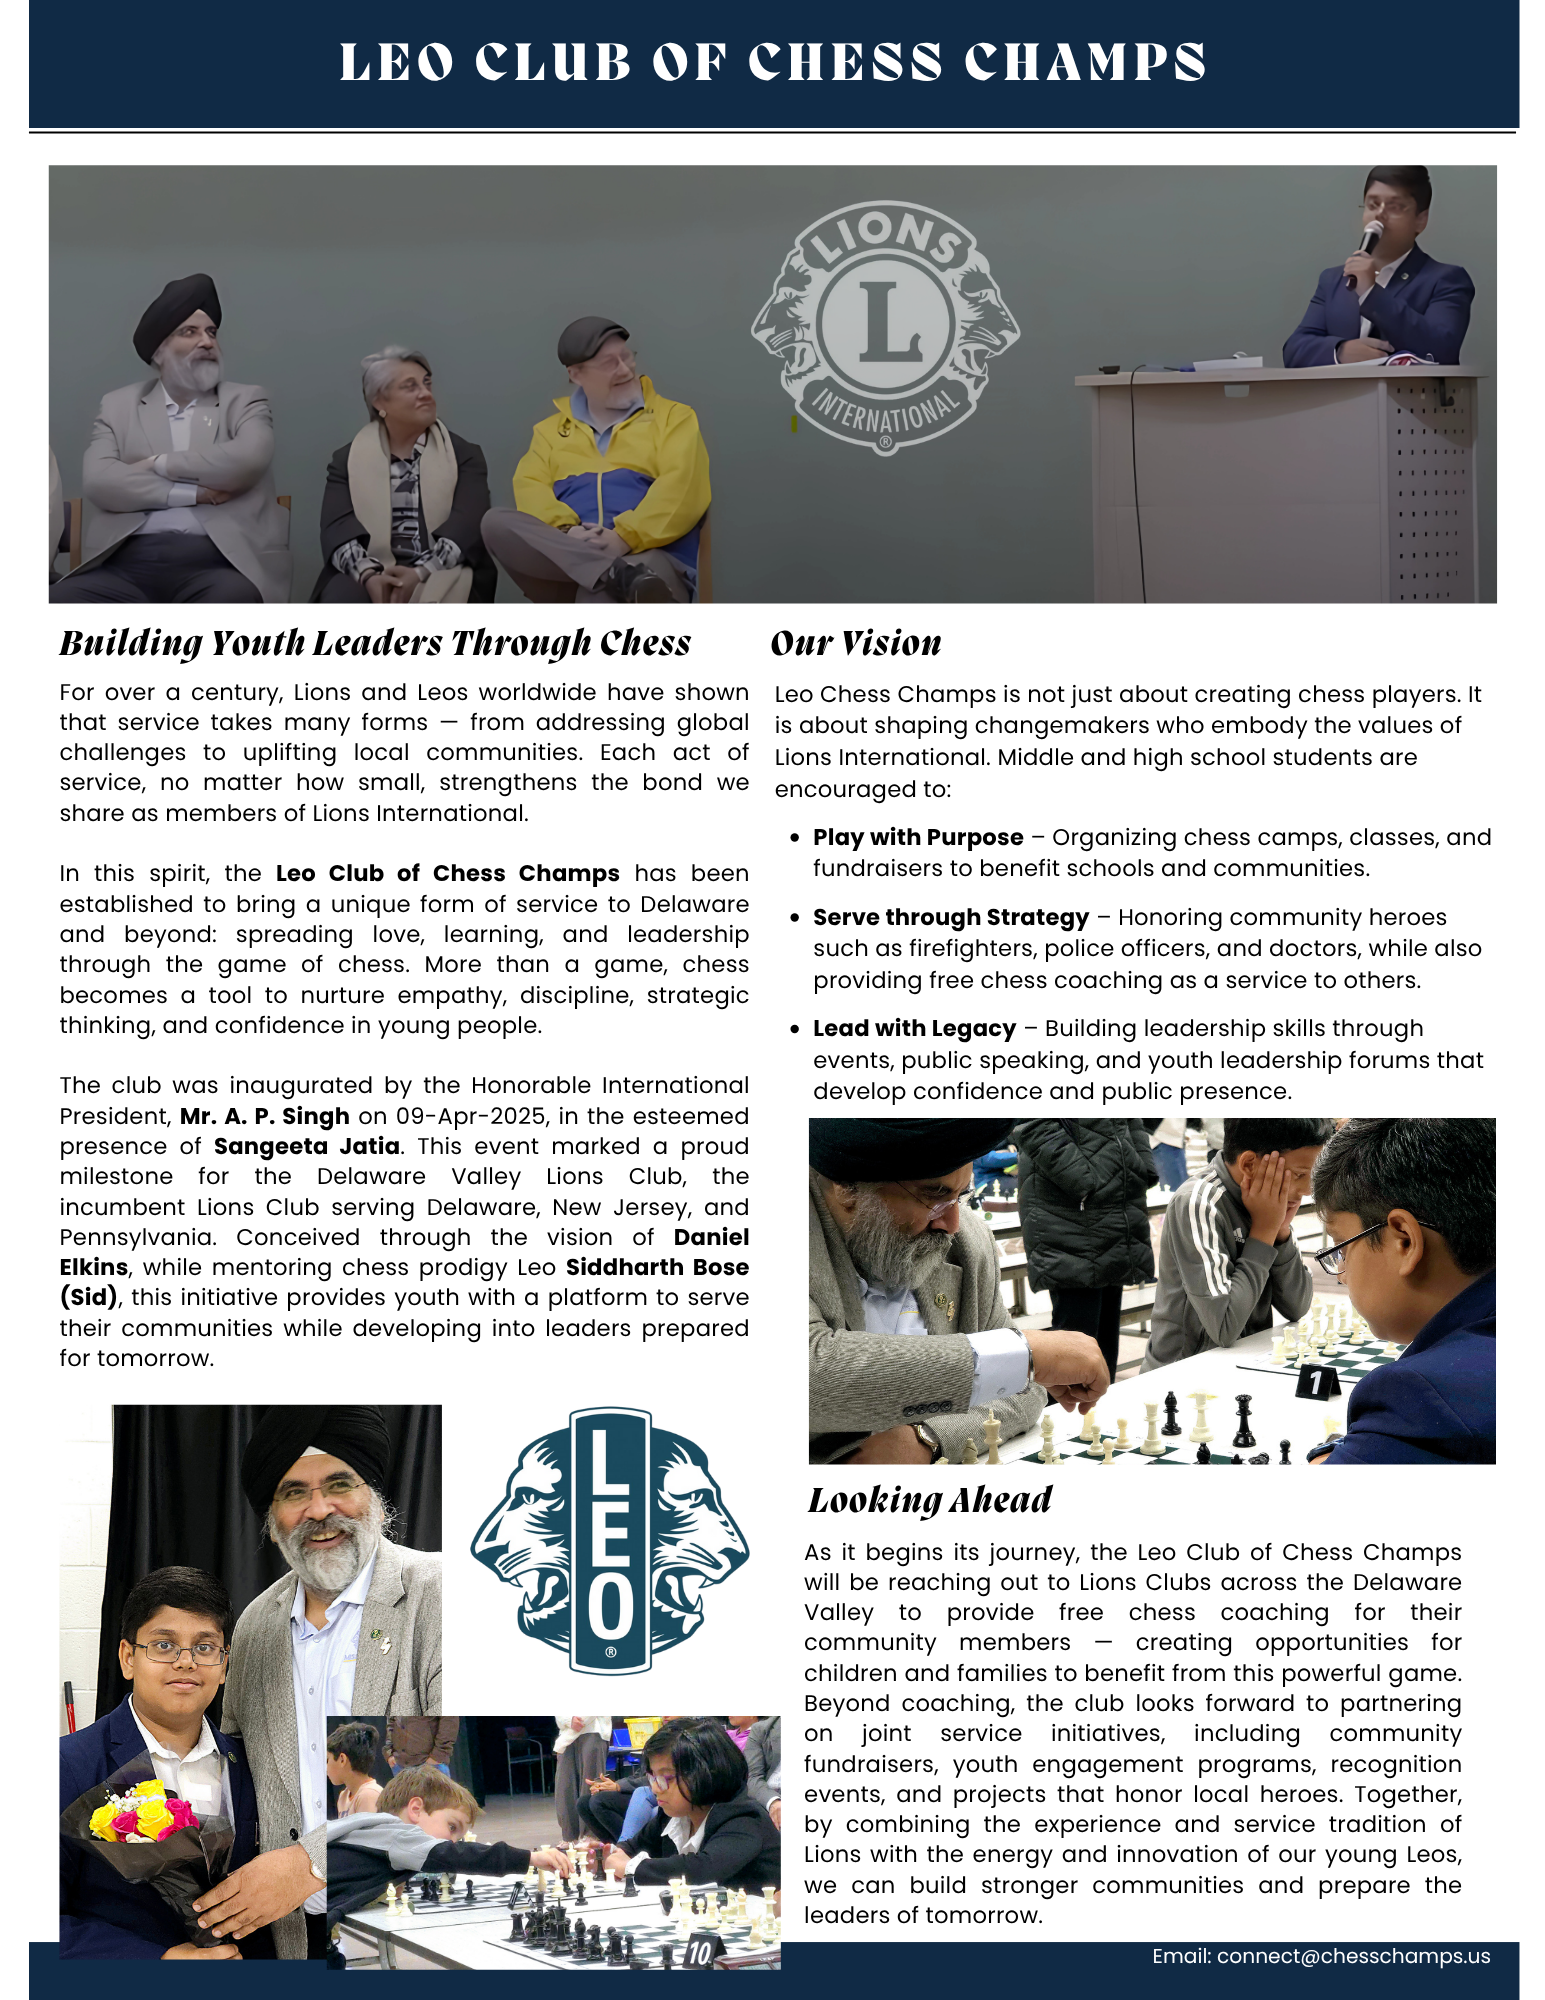 LEO CLUB OF CHESS CHAMPS
LIONS
L
INTERNATIONAL
®
Building Youth Leaders Through Chess
For over a century, Lions and Leos worldwide have shown
that service takes many forms — from addressing global
challenges to uplifting local communities. Each act of
service, no matter how small, strengthens the bond we
share as members of Lions International.
In this spirit, the Leo Club of Chess Champs has been
established to bring a unique form of service to Delaware
and beyond: spreading love, learning, and leadership
through the game of chess. More than a game, chess
becomes a tool to nurture empathy, discipline, strategic
thinking, and confidence in young people.
The club was inaugurated by the Honorable International
President, Mr. A. P. Singh on 09-Apr-2025, in the esteemed
presence of Sangeeta Jatia. This event marked a proud
milestone for the Delaware Valley Lions Club, the
incumbent Lions Club serving Delaware, New Jersey, and
Pennsylvania. Conceived through the vision of Daniel
Elkins, while mentoring chess prodigy Leo Siddharth Bose
(Sid), this initiative provides youth with a platform to serve
their communities while developing into leaders prepared
for tomorrow.
LEO
®
10
Our Vision
Leo Chess Champs is not just about creating chess players. It
is about shaping changemakers who embody the values of
Lions International. Middle and high school students are
encouraged to:
• Play with Purpose – Organizing chess camps, classes, and
fundraisers to benefit schools and communities.
• Serve through Strategy – Honoring community heroes
such as firefighters, police officers, and doctors, while also
providing free chess coaching as a service to others.
• Lead with Legacy – Building leadership skills through
events, public speaking, and youth leadership forums that
develop confidence and public presence.
1
Looking Ahead
As it begins its journey, the Leo Club of Chess Champs
will be reaching out to Lions Clubs across the Delaware
Valley to provide free chess coaching for their
community members — creating opportunities for
children and families to benefit from this powerful game.
Beyond coaching, the club looks forward to partnering
on joint service initiatives, including community
fundraisers, youth engagement programs, recognition
events, and projects that honor local heroes. Together,
by combining the experience and service tradition of
Lions with the energy and innovation of our young Leos,
we can build stronger communities and prepare the
leaders of tomorrow.
Email: connect@chesschamps.us